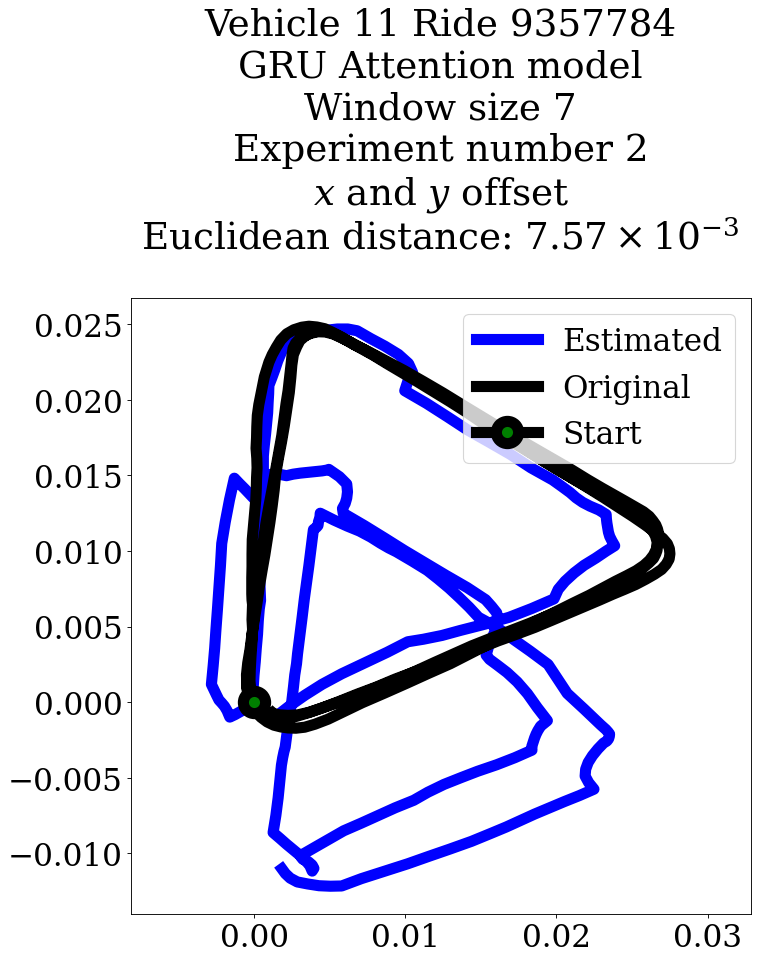 Vehicle 11 Ride 9357784
GRU Attention model
Window size 7
Experiment number 2
x and y offset
Euclidean distance: 7.57 × 10⁻³
Estimated
Original
Start
0.025
0.020
0.015
0.010
0.005
0.000
−0.005
−0.010
0.00 0.01 0.02 0.03